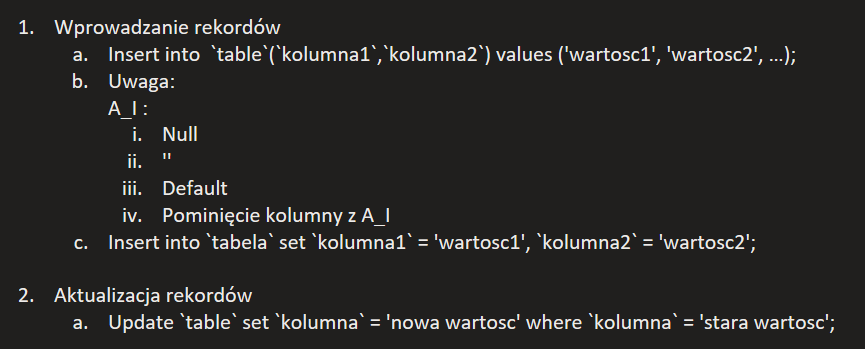 1. Wprowadzanie rekordów
a. Insert into `table`(`kolumna1`,`kolumna2`) values ('wartosc1', 'wartosc2', ...);
b. Uwaga:
A_I :
i. Null
ii. ''
iii. Default
iv. Pominięcie kolumny z A_I
c. Insert into `tabela` set `kolumna1` = 'wartosc1', `kolumna2` = 'wartosc2';
2. Aktualizacja rekordów
a. Update `table` set `kolumna` = 'nowa wartosc' where `kolumna` = 'stara wartosc';